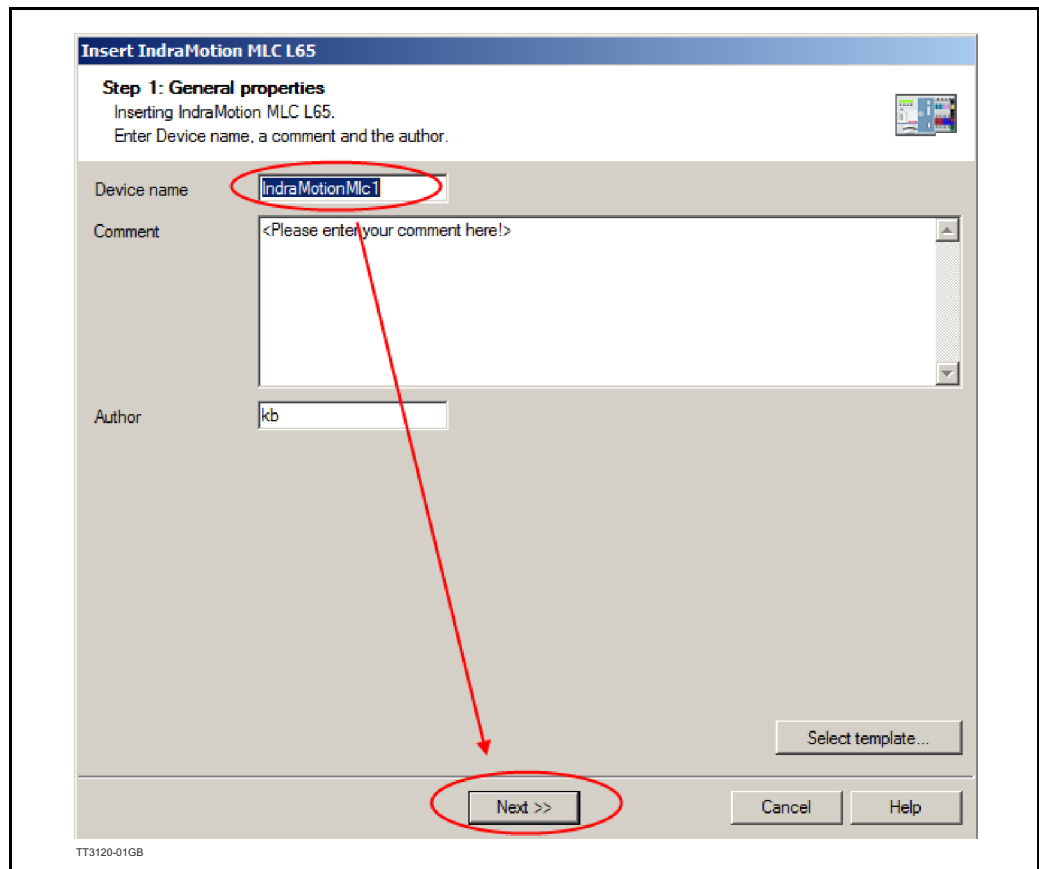 Insert IndraMotion MLC L65
Step 1: General properties
Inserting IndraMotion MLC L65.
Enter Device name, a comment and the author.
Device name
IndraMotionMlc1
Comment
<Please enter your comment here!>
Author
kb
Select template...
Next >>
Cancel
Help
TT3120-01GB